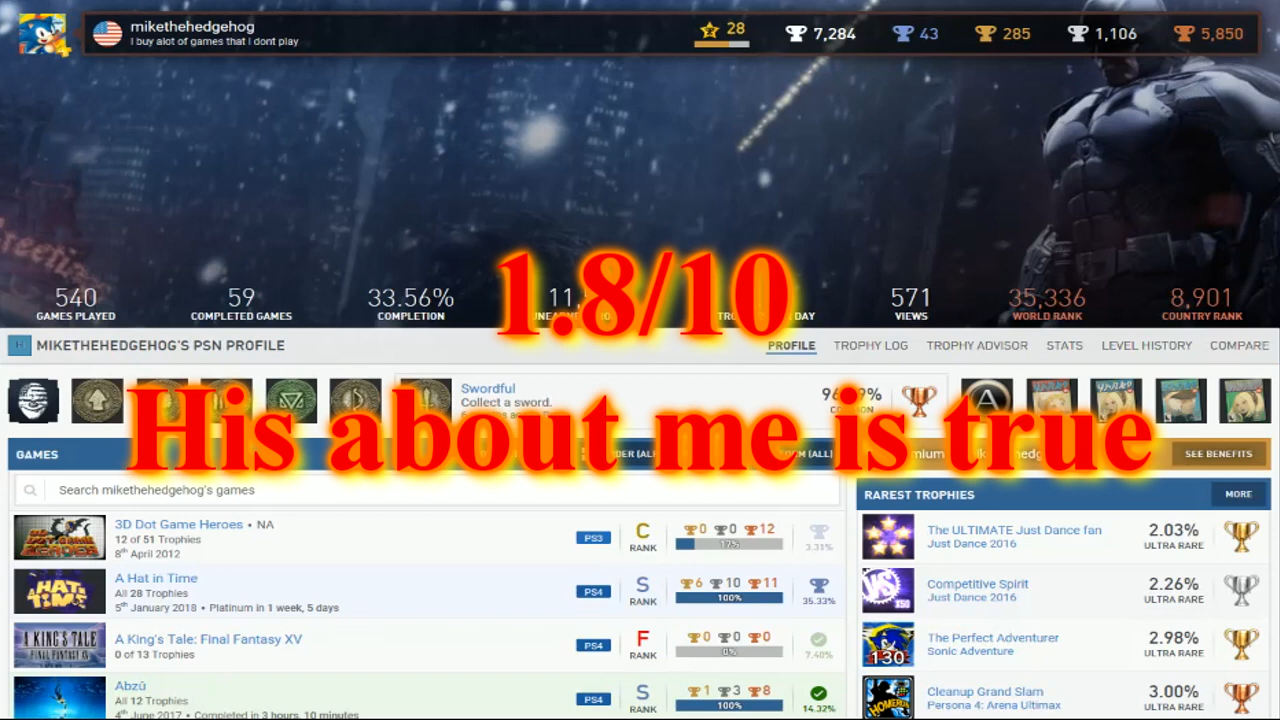 mikethehedgehog
I buy alot of games that I dont play
28
7,284
43
285
1,106
5,850
540
GAMES PLAYED
59
COMPLETED GAMES
33.56%
COMPLETION
571
VIEWS
35,336
WORLD RANK
8,901
COUNTRY RANK
1.8/10
MIKETHEHEDGEHOG'S PSN PROFILE
PROFILE
TROPHY LOG
TROPHY ADVISOR
STATS
LEVEL HISTORY
COMPARE
Swordful
Collect a sword.
His about me is true
GAMES
SEE BENEFITS
Search mikethehedgehog's games
3D Dot Game Heroes • NA
12 of 51 Trophies
8th April 2012
PS3
C
RANK
0 0 12
17%
3.31%
A Hat in Time
All 28 Trophies
5th January 2018 • Platinum in 1 week, 5 days
PS4
S
RANK
6 10 11
100%
35.33%
A King's Tale: Final Fantasy XV
0 of 13 Trophies
PS4
F
RANK
0 0 0
0%
7.40%
Abzû
All 12 Trophies
4th June 2017 • Completed in 3 hours, 10 minutes
PS4
S
RANK
1 3 8
100%
14.32%
RAREST TROPHIES
MORE
The ULTIMATE Just Dance fan
Just Dance 2016
2.03%
ULTRA RARE
Competitive Spirit
Just Dance 2016
2.26%
ULTRA RARE
The Perfect Adventurer
Sonic Adventure
2.98%
ULTRA RARE
Cleanup Grand Slam
Persona 4: Arena Ultimax
3.00%
ULTRA RARE